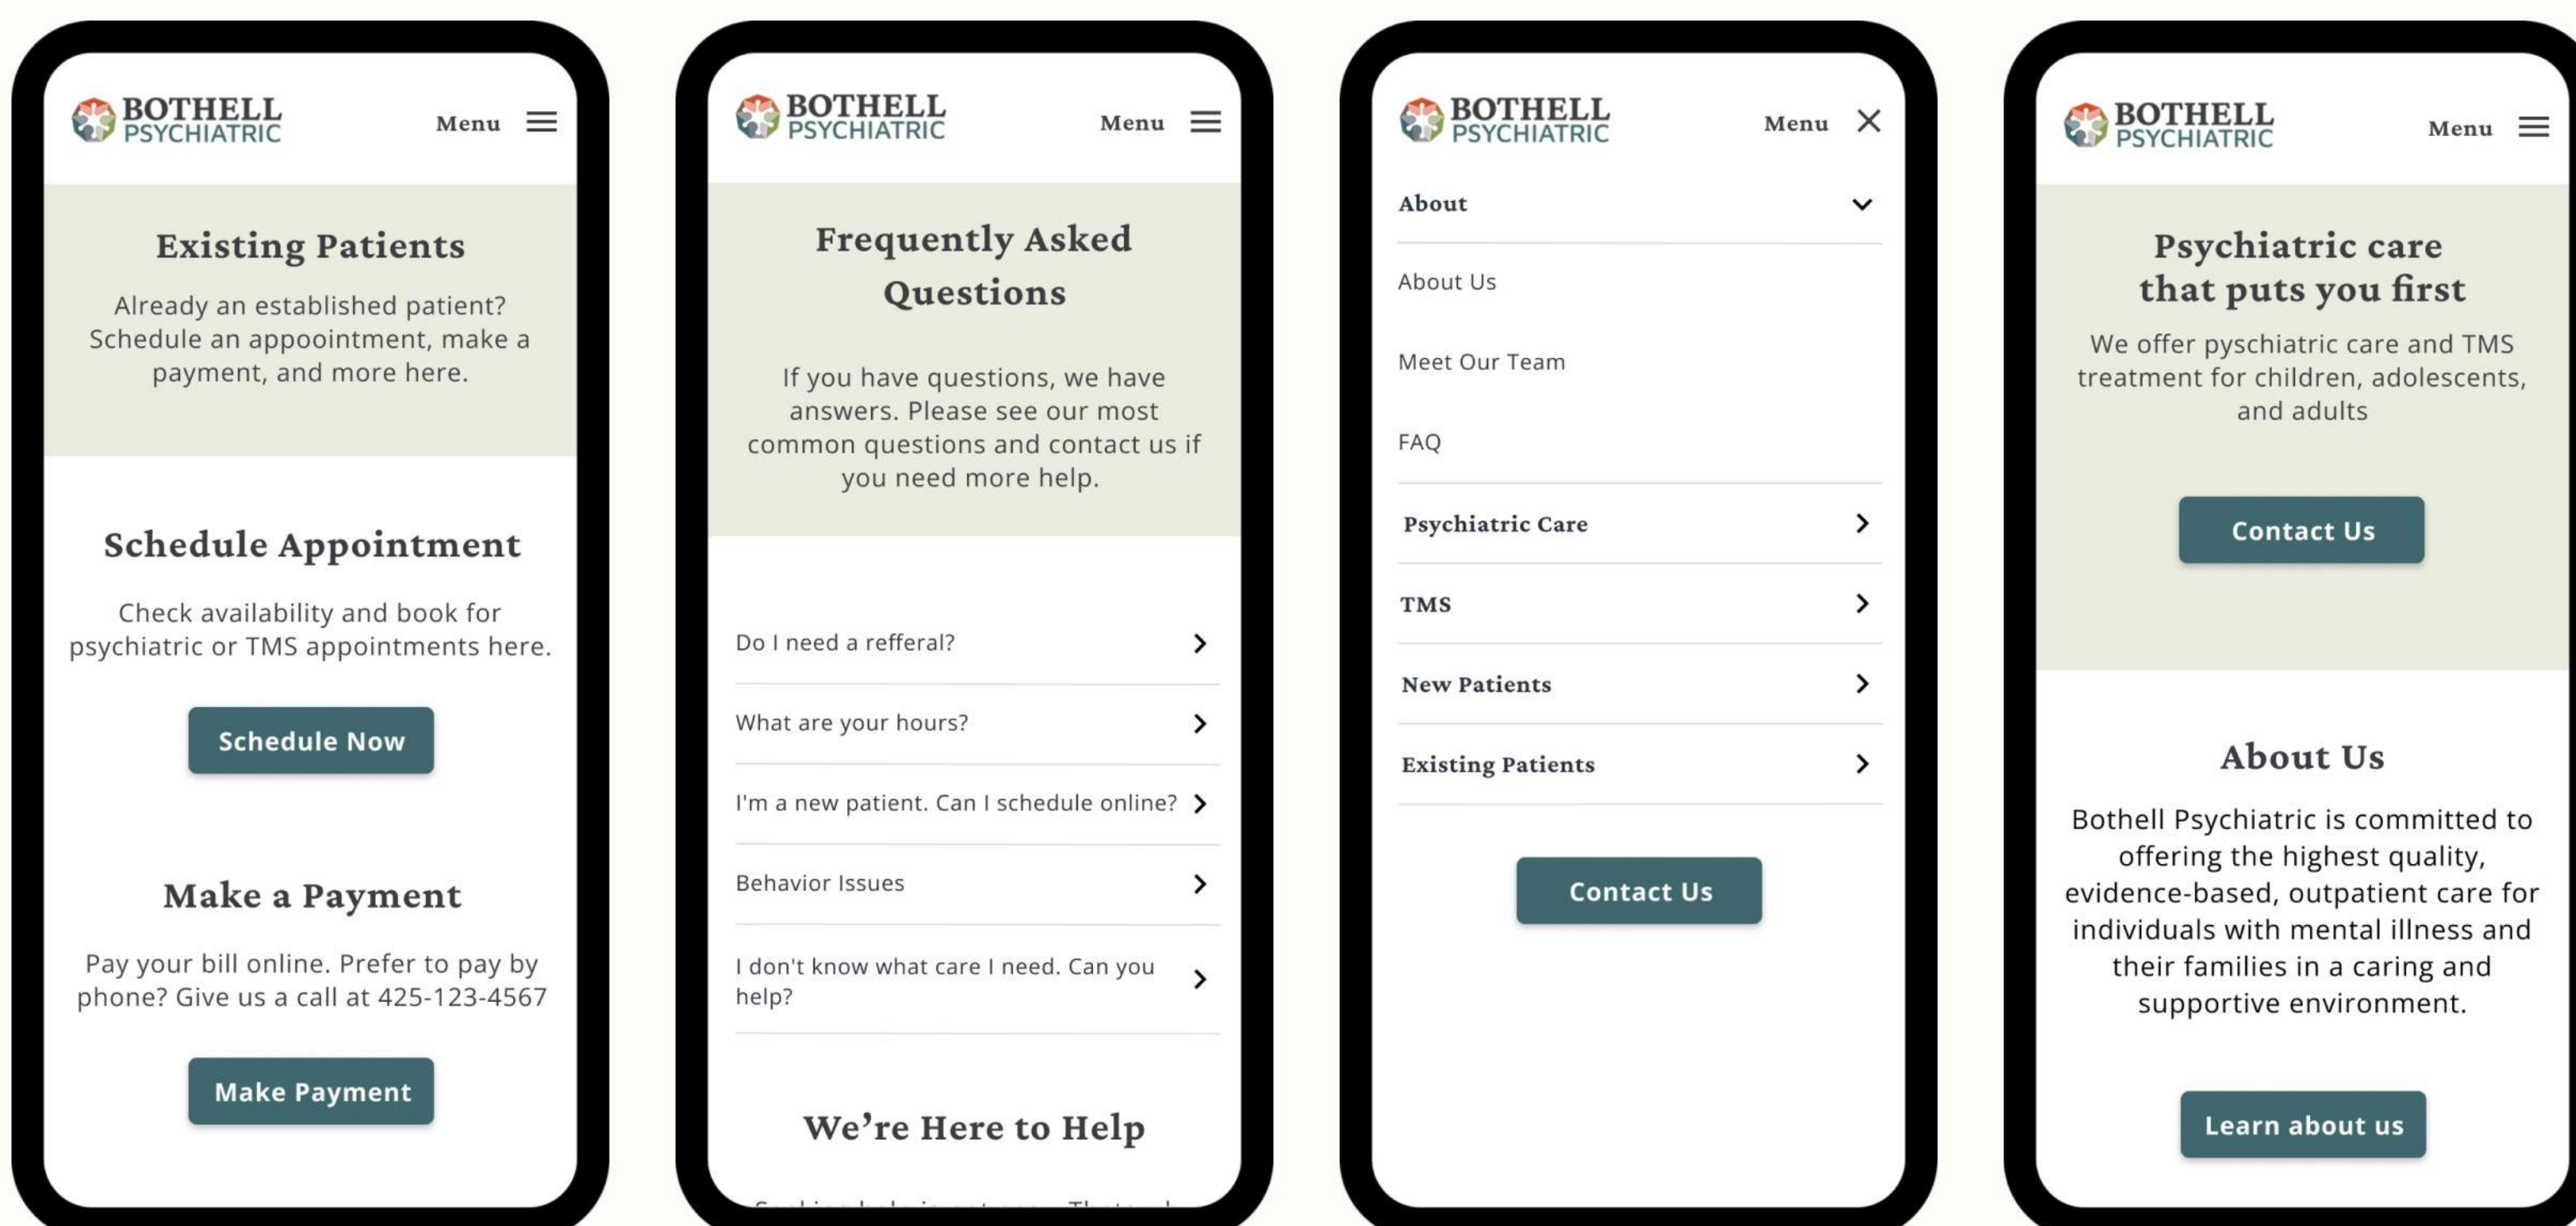 BOTHELL
PSYCHIATRIC
Menu
Existing Patients
Already an established patient?
Schedule an appoointment, make a
payment, and more here.
Schedule Appointment
Check availability and book for
psychiatric or TMS appointments here.
Schedule Now
Make a Payment
Pay your bill online. Prefer to pay by
phone? Give us a call at 425-123-4567
Make Payment
BOTHELL
PSYCHIATRIC
Menu
Frequently Asked
Questions
If you have questions, we have
answers. Please see our most
common questions and contact us if
you need more help.
Do I need a refferal?
What are your hours?
I'm a new patient. Can I schedule online?
Behavior Issues
I don't know what care I need. Can you
help?
We’re Here to Help
BOTHELL
PSYCHIATRIC
Menu
About
About Us
Meet Our Team
FAQ
Psychiatric Care
TMS
New Patients
Existing Patients
Contact Us
BOTHELL
PSYCHIATRIC
Menu
Psychiatric care
that puts you first
We offer pyschiatric care and TMS
treatment for children, adolescents,
and adults
Contact Us
About Us
Bothell Psychiatric is committed to
offering the highest quality,
evidence-based, outpatient care for
individuals with mental illness and
their families in a caring and
supportive environment.
Learn about us